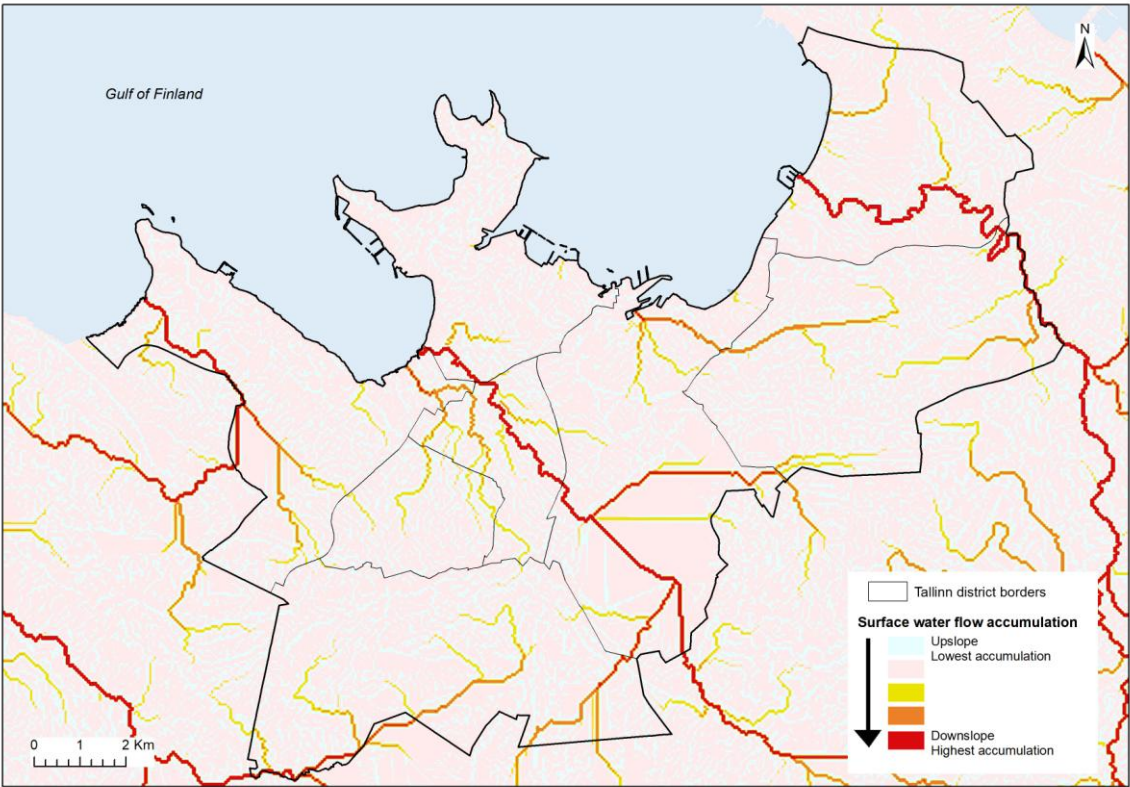 Gulf of Finland
N
Tallinn district borders
Surface water flow accumulation
Upslope
Lowest accumulation
Downslope
Highest accumulation
0 1 2 Km